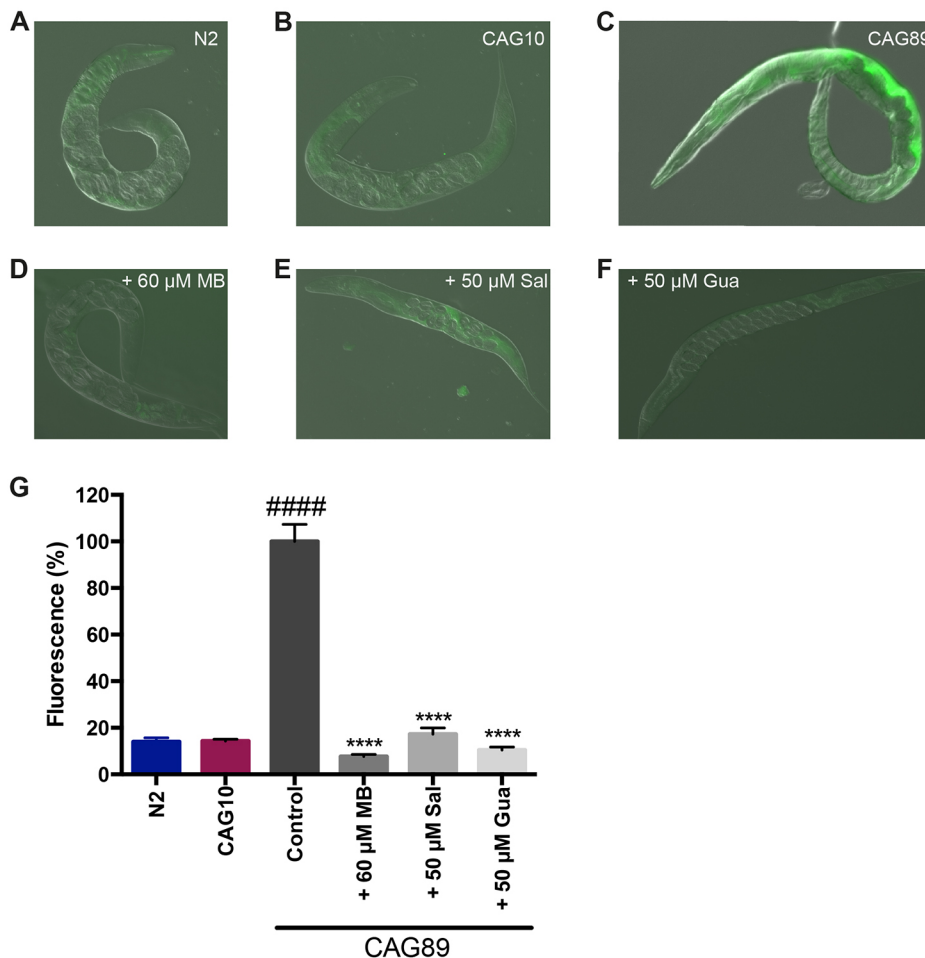 A
N2
B
CAG10
C
CAG89
D
+ 60 µM MB
E
+ 50 µM Sal
F
+ 50 µM Gua
G
Fluorescence (%)
120
100
80
60
40
20
0
####
****
****
****
N2
CAG10
Control
+ 60 µM MB
+ 50 µM Sal
+ 50 µM Gua
CAG89